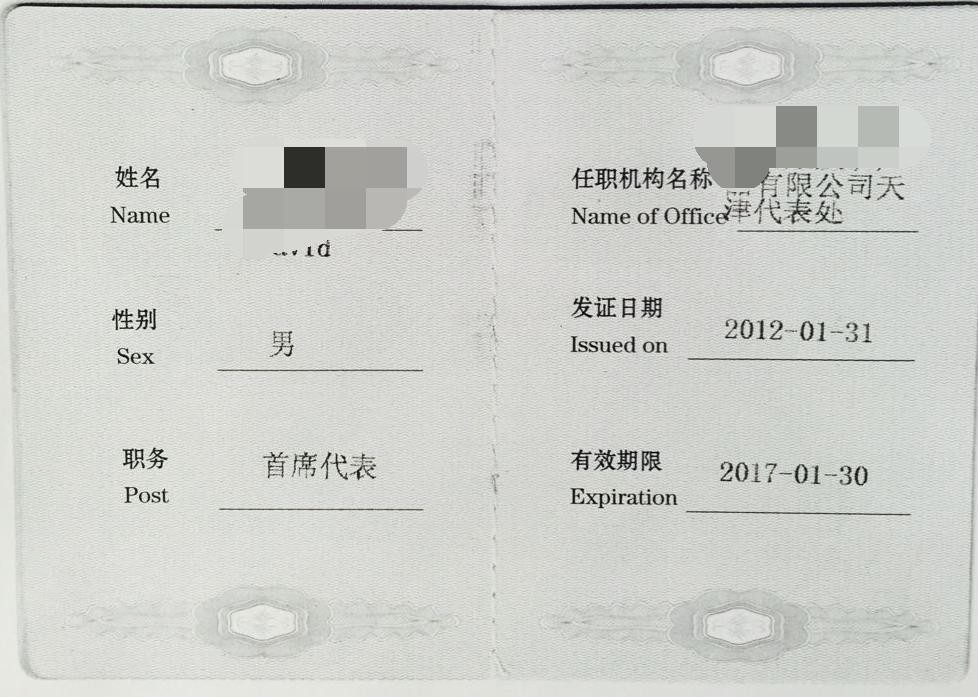 姓名
Name
性别
Sex
男
职务
Post
首席代表
任职机构名称
Name of Office
有限公司天
津代表处
发证日期
Issued on
2012-01-31
有效期限
Expiration
2017-01-30